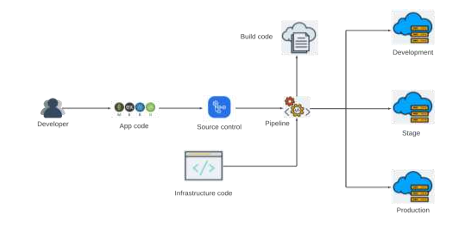 Build code
Development
Developer
App code
Source control
Pipeline
Stage
Infrastructure code
Production